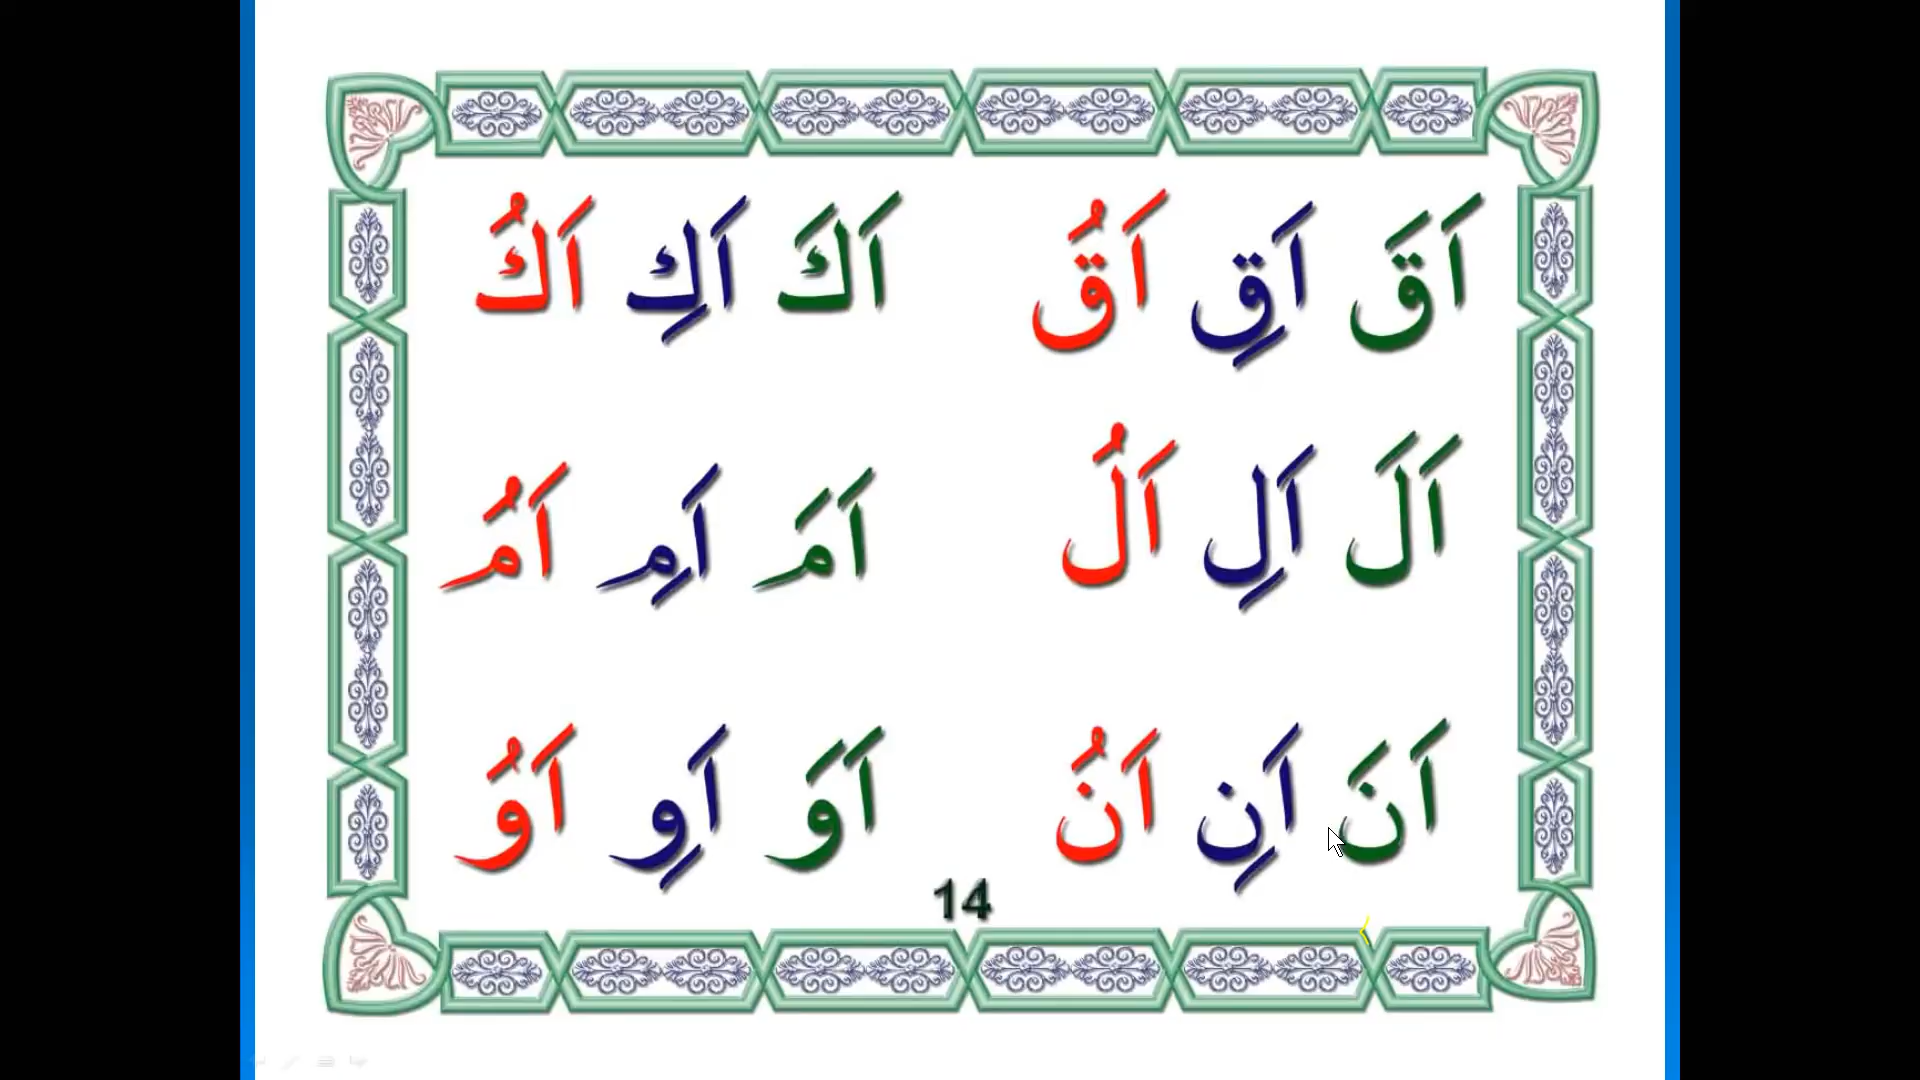 اَقَ اَقِ اَقُ اَكَ اَكِ اَكُ
اَلَ اَلِ اَلُ اَمَ اَمِ اَمُ
اَنَ اَنِ اَنُ اَوَ اَوِ اَوُ
14